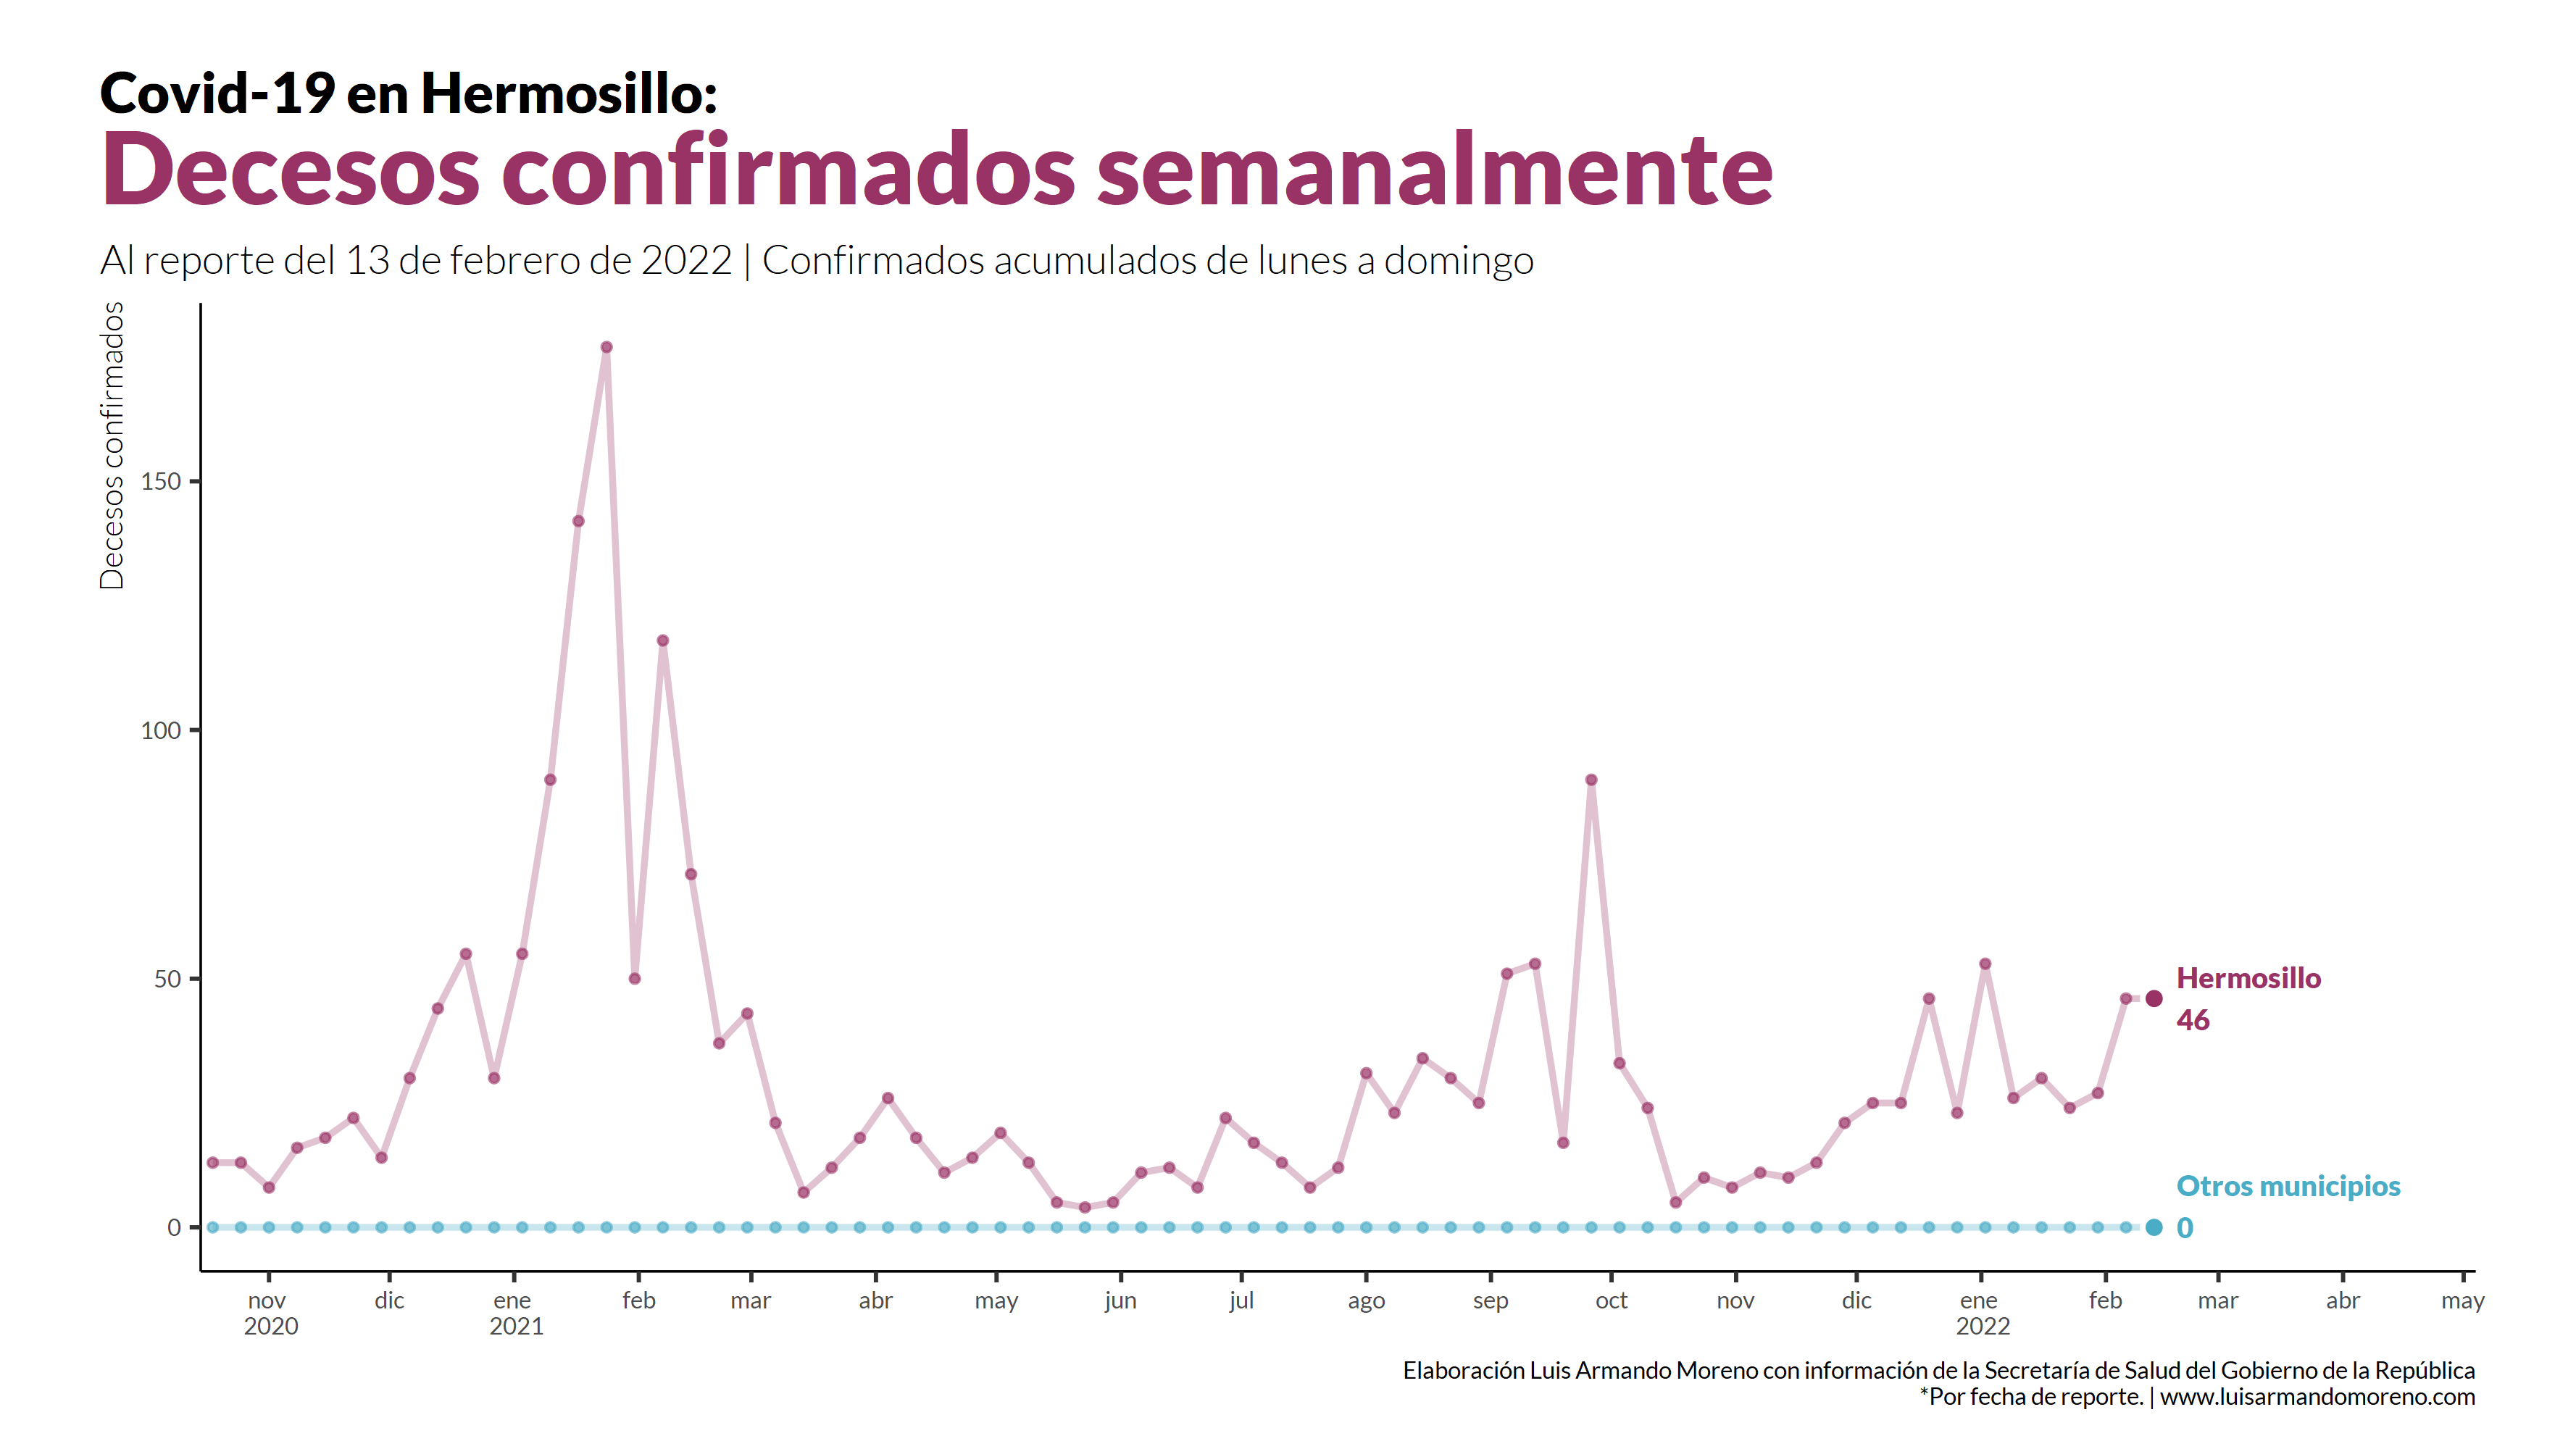 Covid-19 en Hermosillo:
Decesos confirmados semanalmente
Al reporte del 13 de febrero de 2022 | Confirmados acumulados de lunes a domingo
Decesos confirmados
150
100
50
0
Hermosillo
46
Otros municipios
0
nov dic ene feb mar abr may jun jul ago sep oct nov dic ene feb mar abr may
2020 2021 2022
Elaboración Luis Armando Moreno con información de la Secretaría de Salud del Gobierno de la República
*Por fecha de reporte. | www.luisarmandomoreno.com